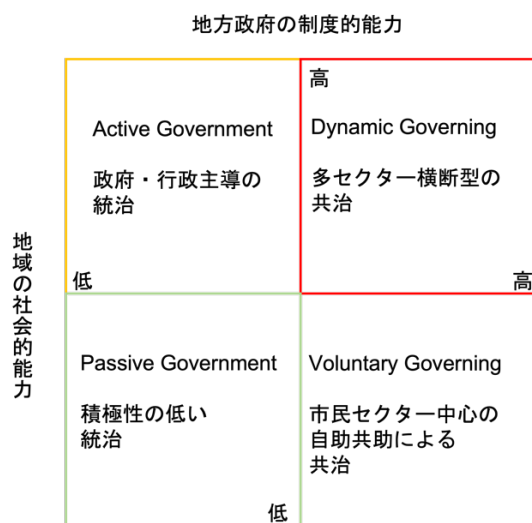 地方政府の制度的能力
高
Active Government
政府・行政主導の
統治
Dynamic Governing
多セクター横断型の
共治
地域の社会的能力
低
高
Passive Government
積極性の低い
統治
Voluntary Governing
市民セクター中心の
自助共助による
共治
低